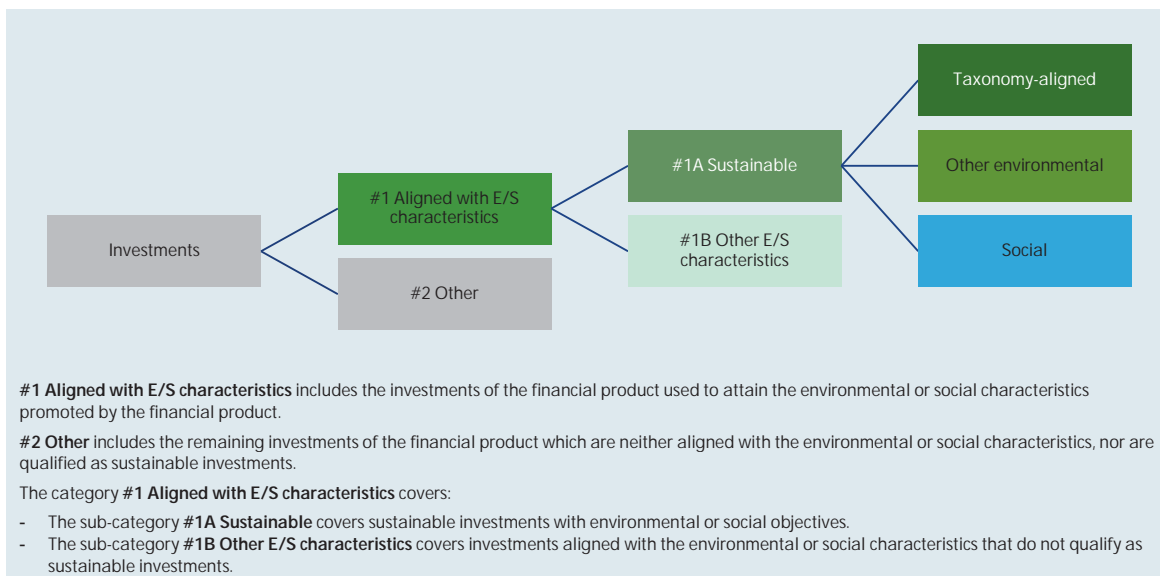 Taxonomy-aligned
#1A Sustainable
Other environmental
#1 Aligned with E/S
characteristics
Investments
#1B Other E/S
characteristics
Social
#2 Other
#1 Aligned with E/S characteristics includes the investments of the financial product used to attain the environmental or social characteristics
promoted by the financial product.
#2 Other includes the remaining investments of the financial product which are neither aligned with the environmental or social characteristics, nor are
qualified as sustainable investments.
The category #1 Aligned with E/S characteristics covers:
- The sub-category #1A Sustainable covers sustainable investments with environmental or social objectives.
- The sub-category #1B Other E/S characteristics covers investments aligned with the environmental or social characteristics that do not qualify as
sustainable investments.